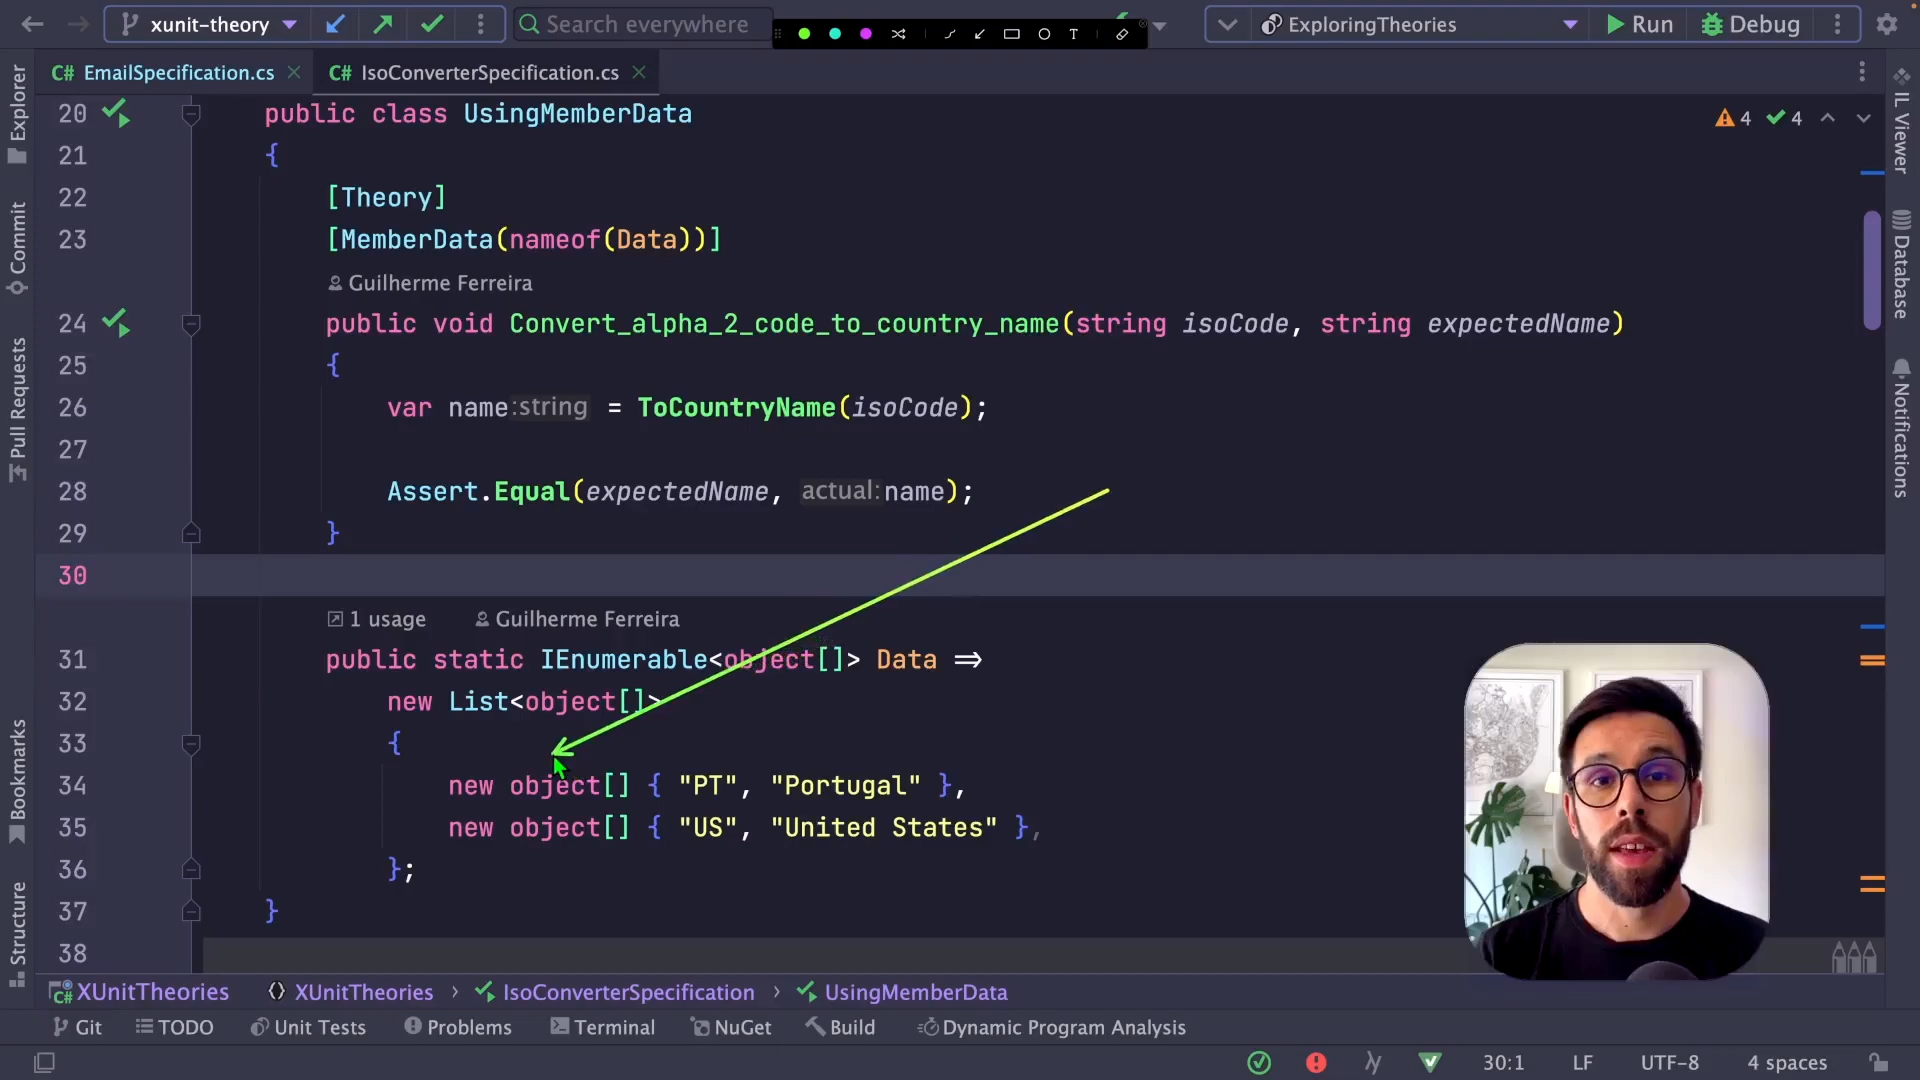 xunit-theory
Search everywhere
T
ExploringTheories
Run
Debug
C# EmailSpecification.cs
C# IsoConverterSpecification.cs
Explorer
Commit
Pull Requests
Bookmarks
Structure
20 public class UsingMemberData
4 4
21 {
22 [Theory]
23 [MemberData(nameof(Data))]
Guilherme Ferreira
24 public void Convert_alpha_2_code_to_country_name(string isoCode, string expectedName)
25 {
26 var name:string = ToCountryName(isoCode);
27
28 Assert.Equal(expectedName, actual:name);
29 }
30
1 usage Guilherme Ferreira
31 public static IEnumerable<object[]> Data =>
32 new List<object[]>
33 {
34 new object[] { "PT", "Portugal" },
35 new object[] { "US", "United States" },
36 };
37 }
38
IL Viewer
Database
Notifications
C# XUnitTheories
XUnitTheories
IsoConverterSpecification
UsingMemberData
Git
TODO
Unit Tests
Problems
Terminal
NuGet
Build
Dynamic Program Analysis
30:1
LF
UTF-8
4 spaces